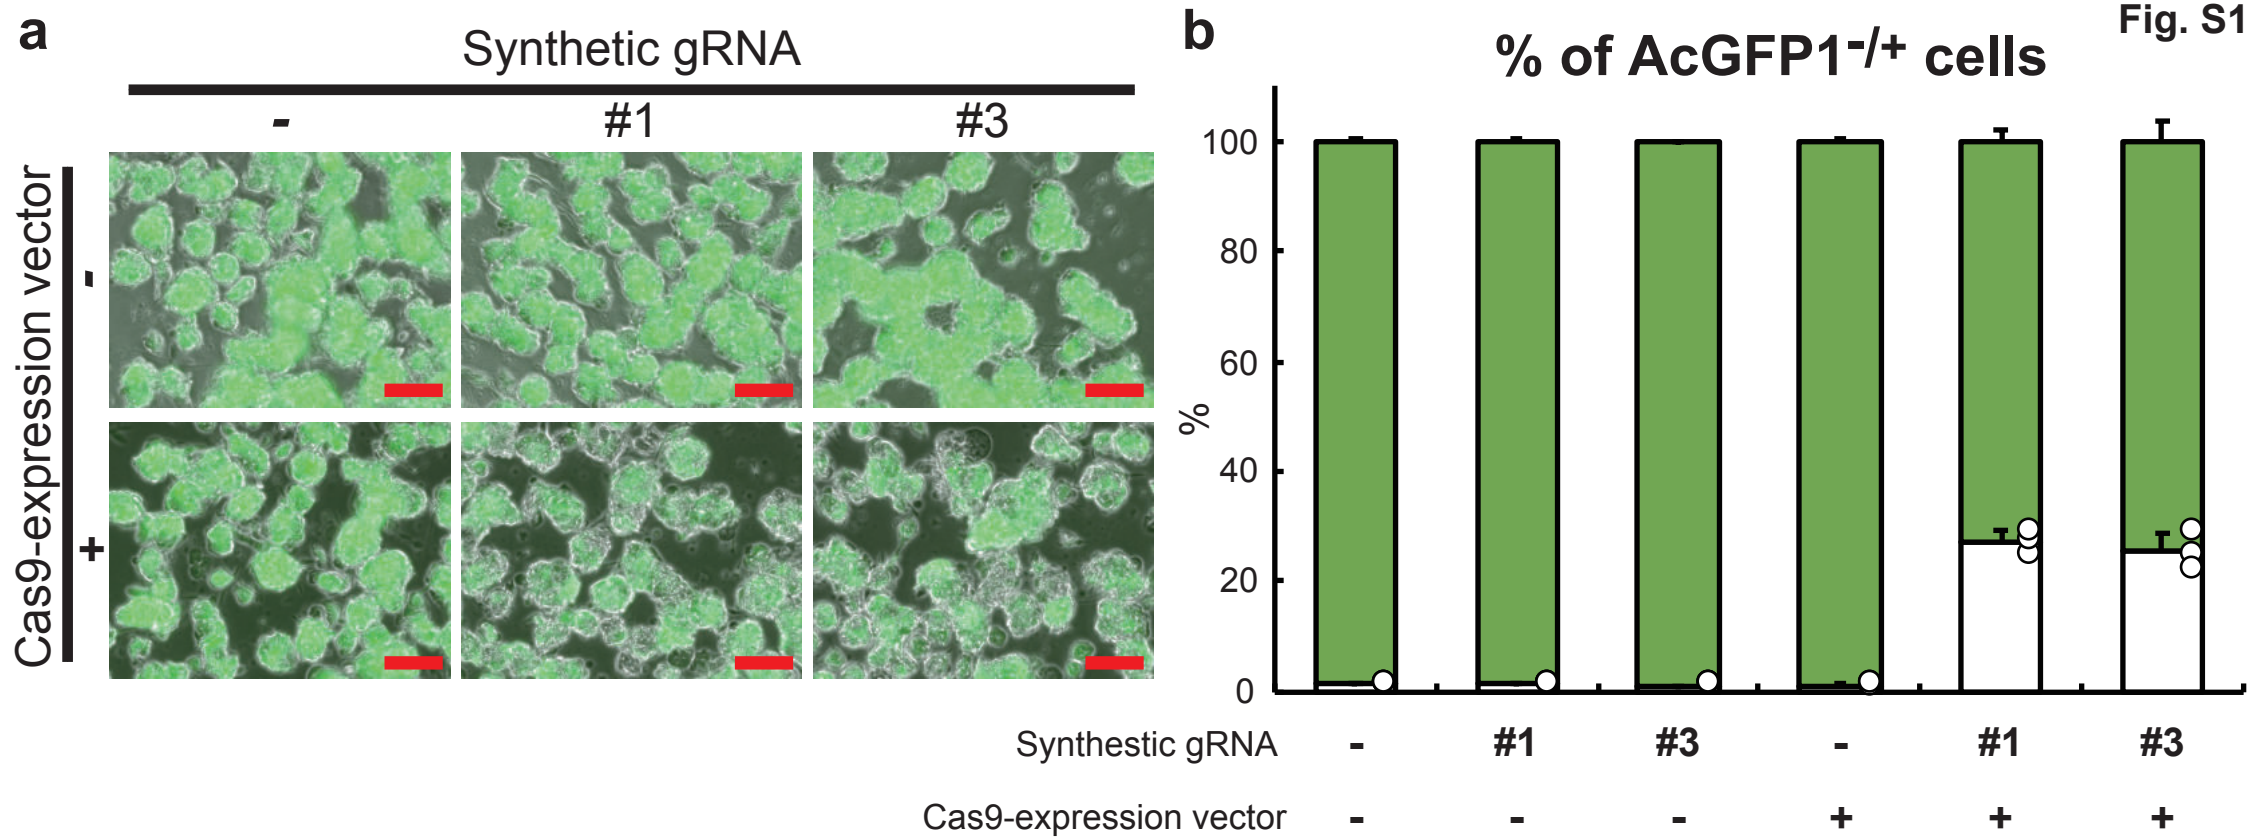 a
Synthetic gRNA
- #1 #3
Cas9-expression vector
-
+
b
Fig. S1
% of AcGFP1-/+ cells
%
100
80
60
40
20
0
Synthestic gRNA - #1 #3 - #1 #3
Cas9-expression vector - - - + + +